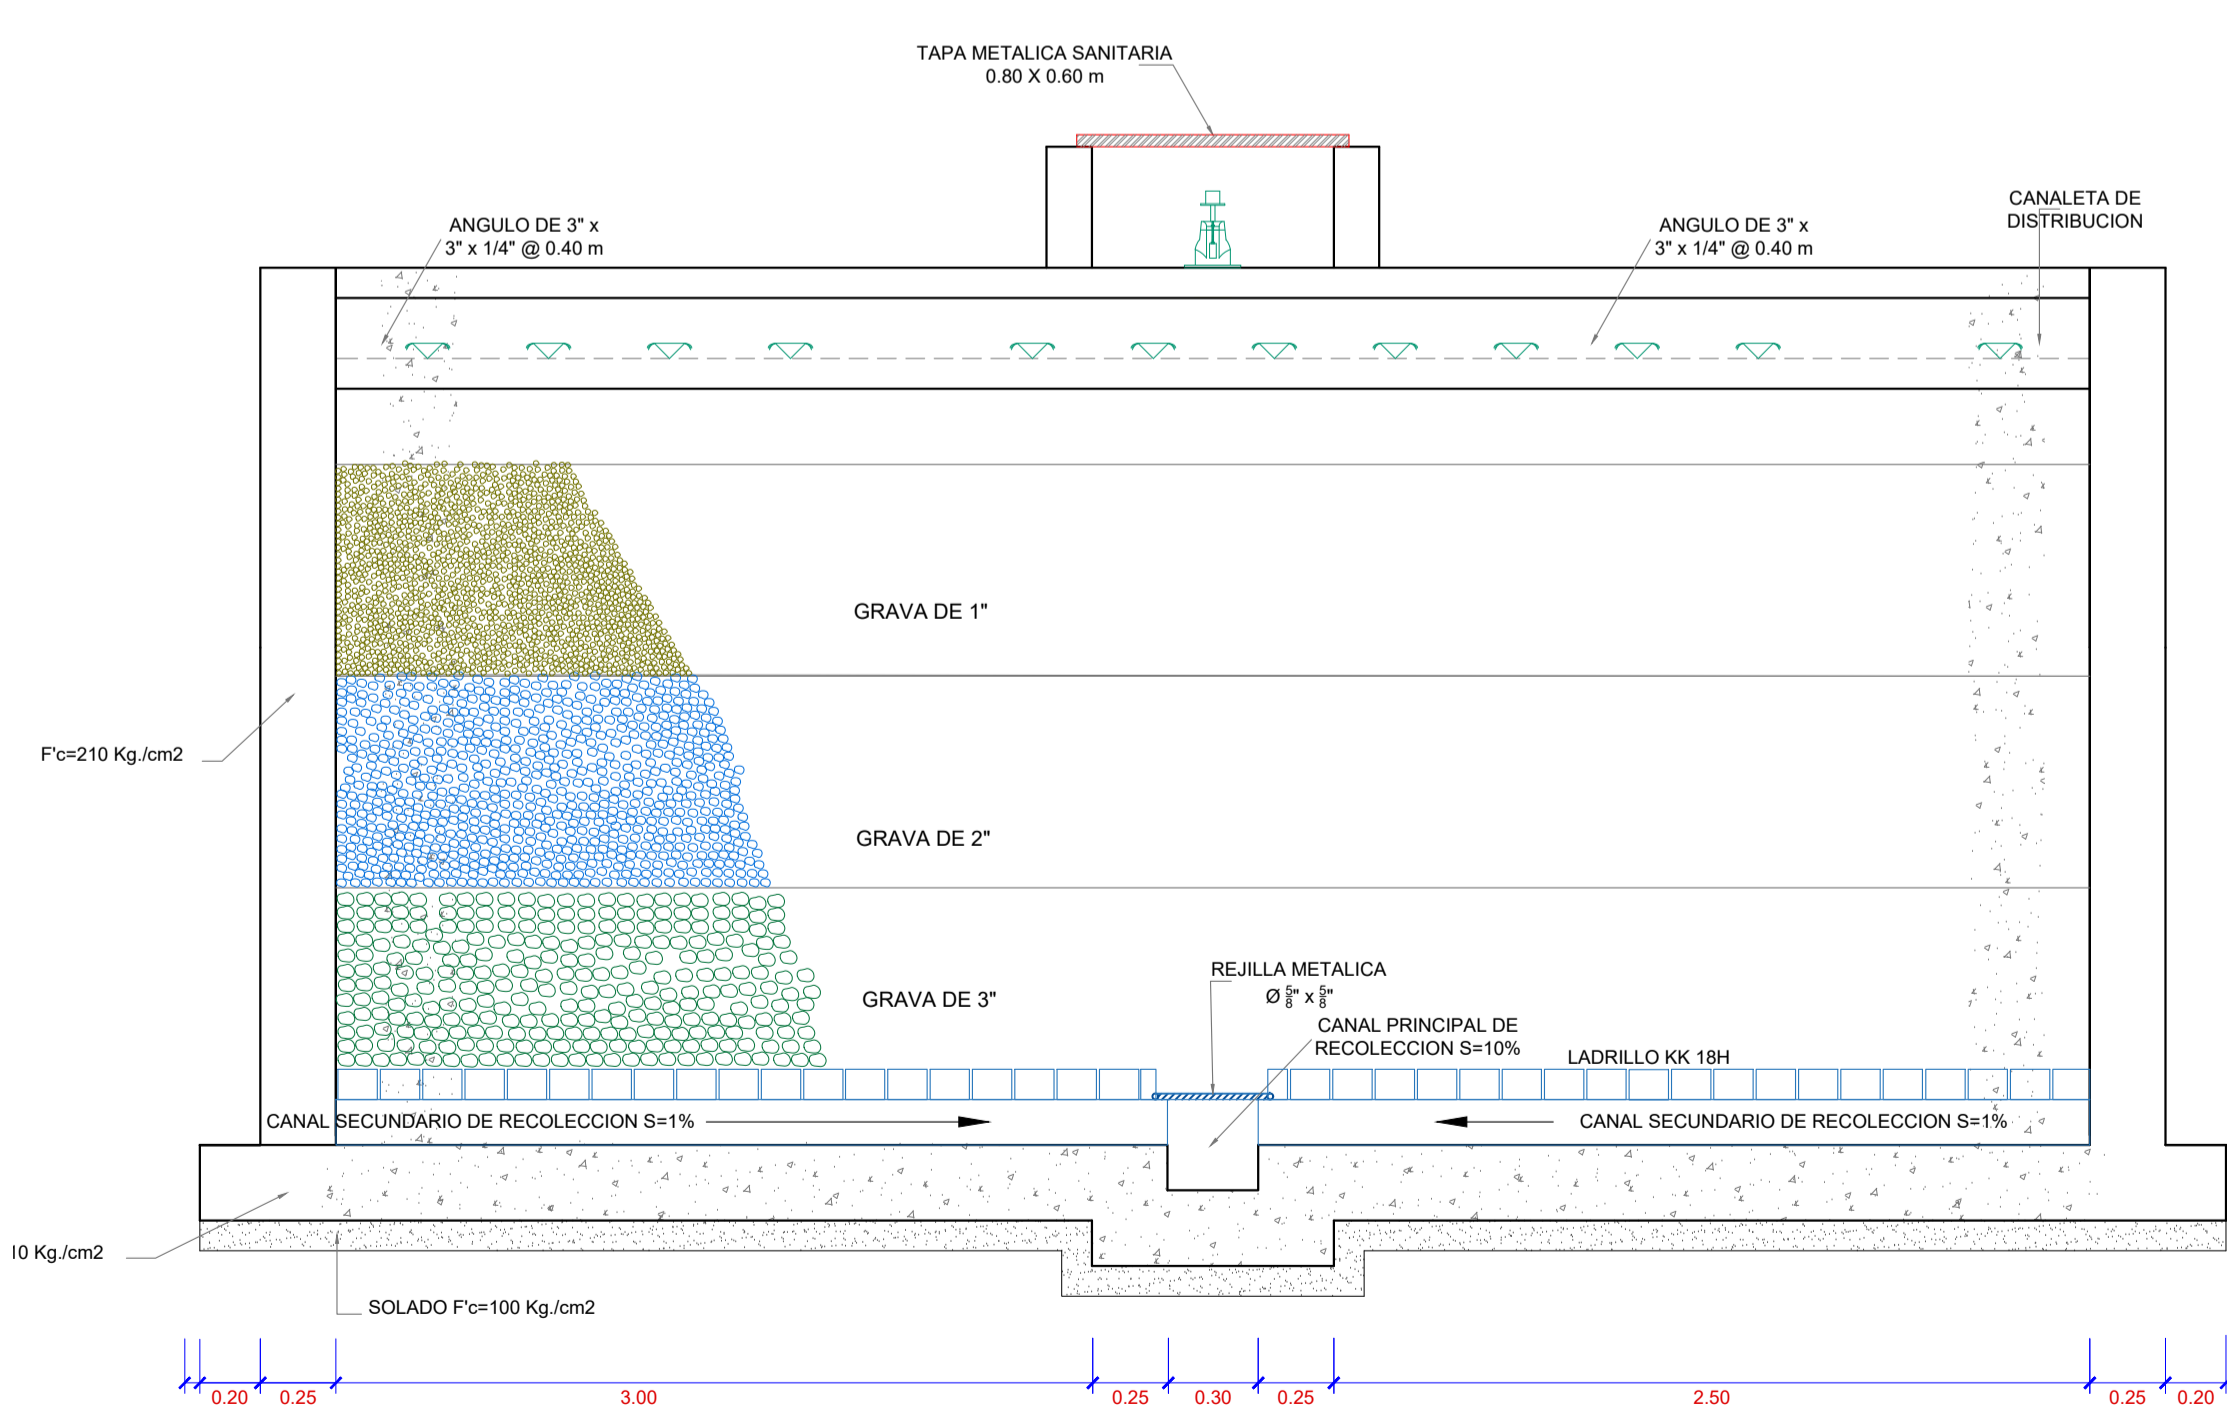 TAPA METALICA SANITARIA
0.80 X 0.60 m
ANGULO DE 3" x
3" x 1/4" @ 0.40 m
ANGULO DE 3" x
3" x 1/4" @ 0.40 m
CANALETA DE
DISTRIBUCION
GRAVA DE 1"
F'c=210 Kg./cm2
GRAVA DE 2"
REJILLA METALICA
Ø 5/8" x 5/8"
GRAVA DE 3"
CANAL PRINCIPAL DE
RECOLECCION S=10%
LADRILLO KK 18H
CANAL SECUNDARIO DE RECOLECCION S=1%
CANAL SECUNDARIO DE RECOLECCION S=1%
0 Kg./cm2
SOLADO F'c=100 Kg./cm2
0.20 0.25 3.00 0.25 0.30 0.25 2.50 0.25 0.20